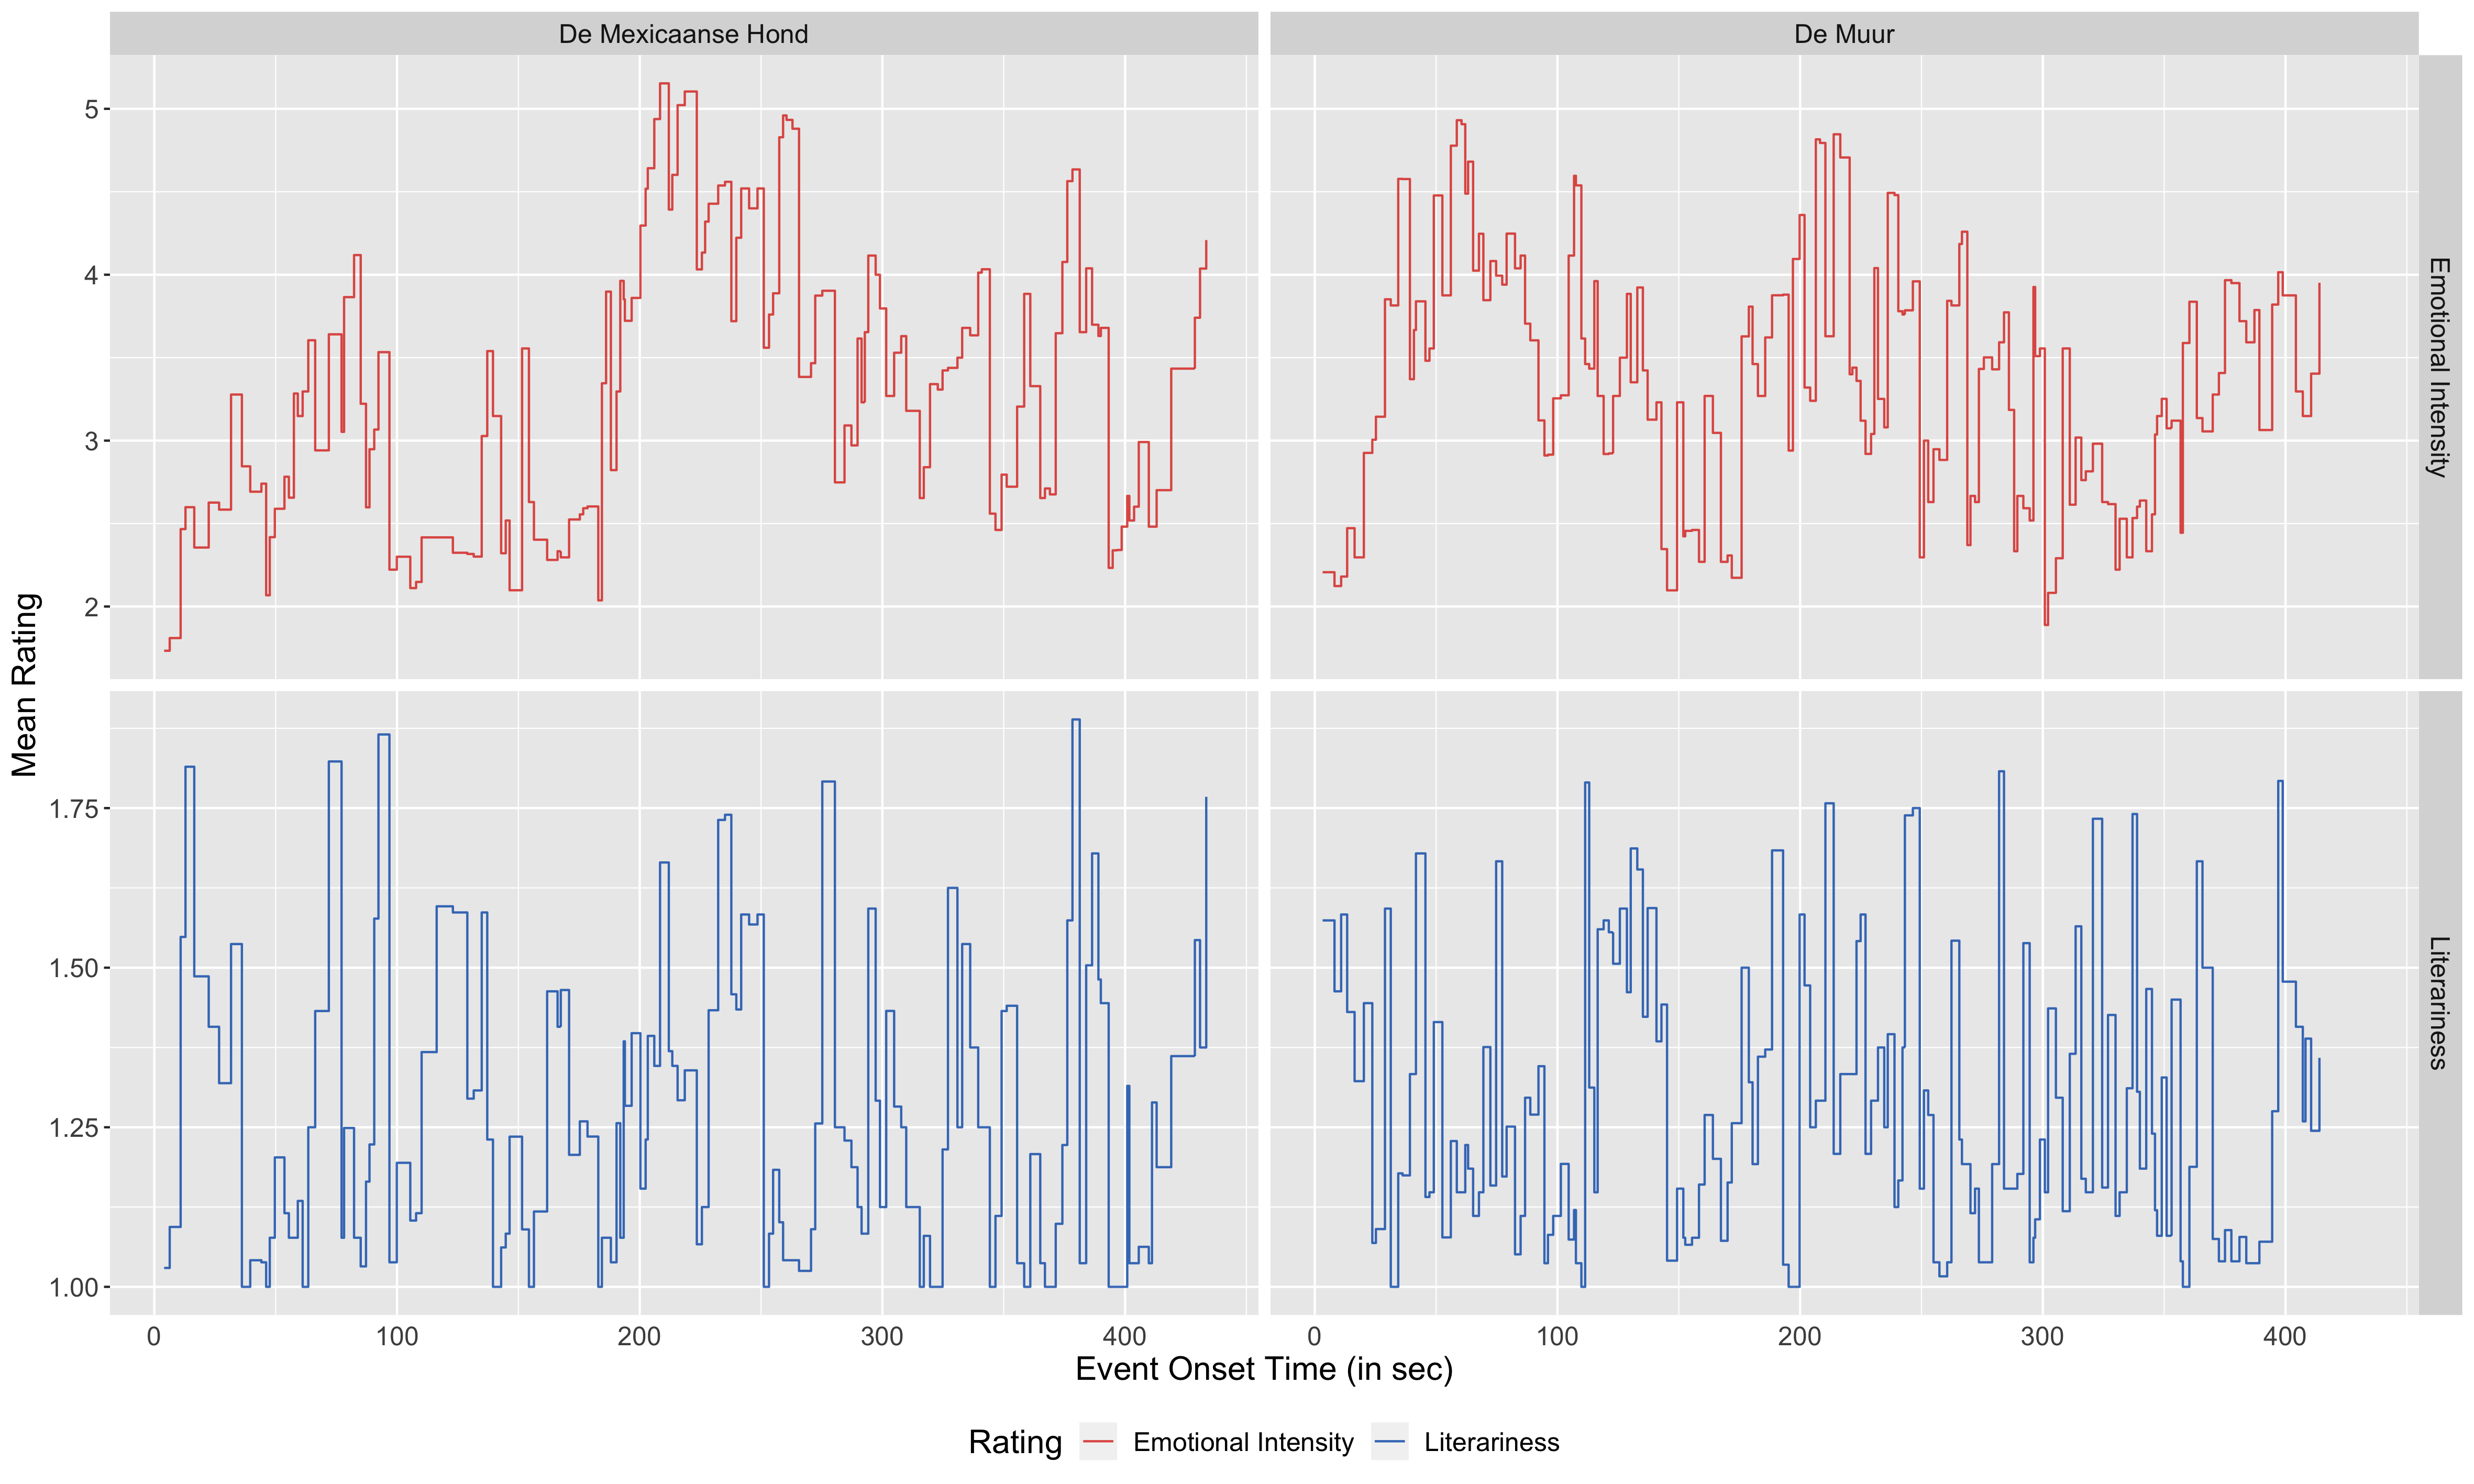 De Mexicaanse Hond
De Muur
5
4
3
2
Emotional Intensity
Mean Rating
1.75
1.50
1.25
1.00
Literariness
0 100 200 300 400
0 100 200 300 400
Event Onset Time (in sec)
Rating Emotional Intensity Literariness